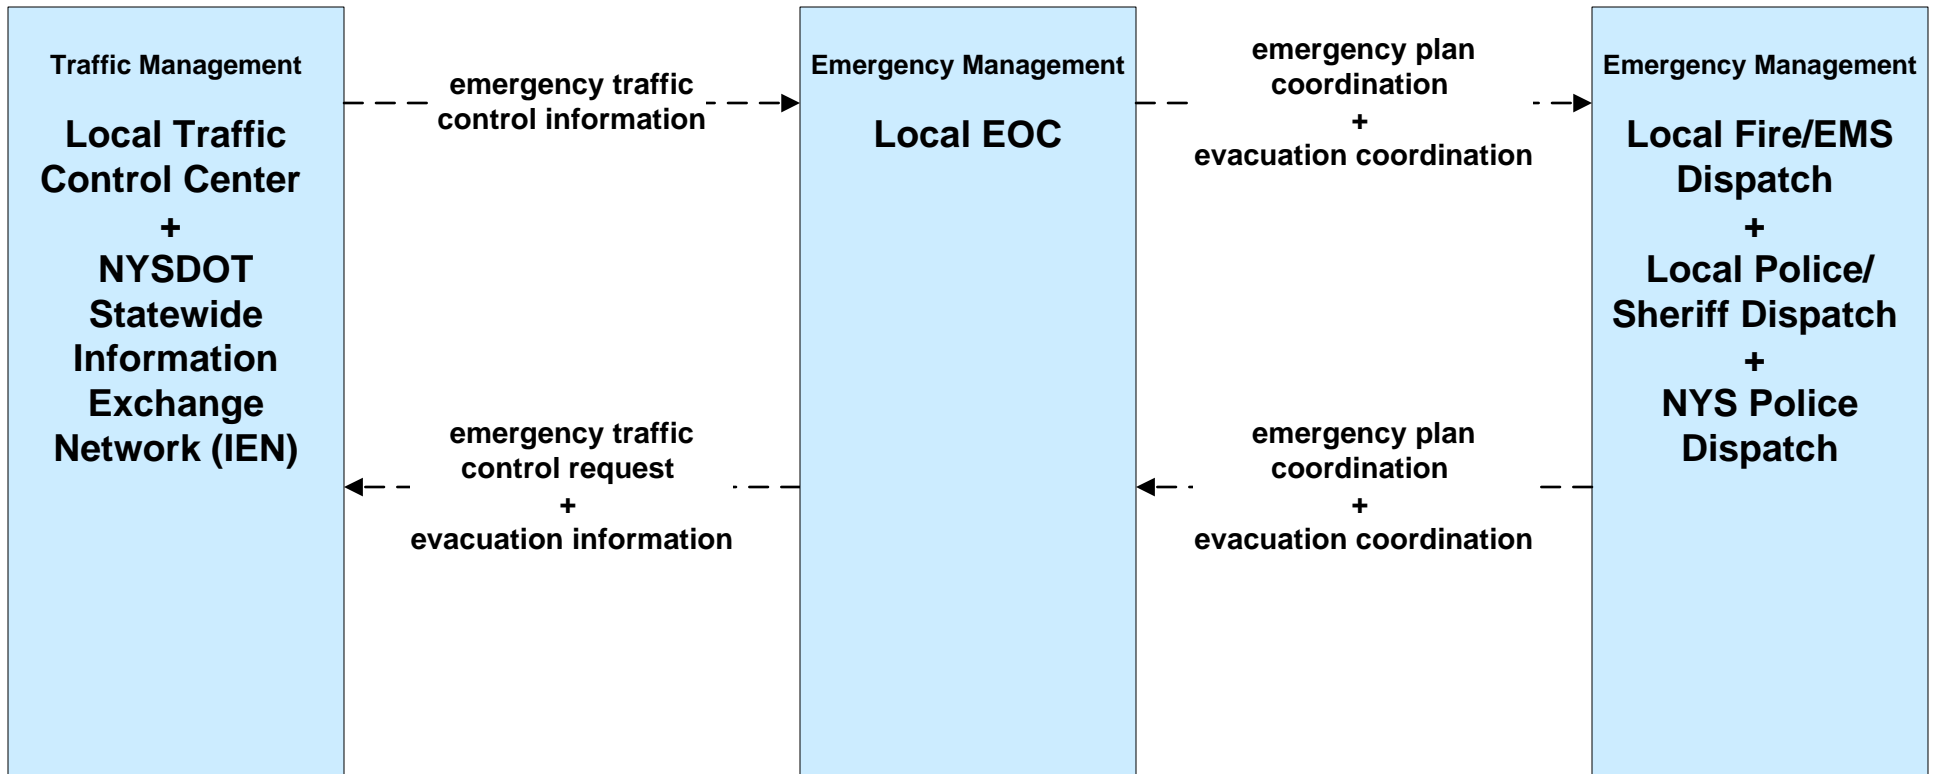 Traffic Management
Local Traffic
Control Center
+
NYSDOT
Statewide
Information
Exchange
Network (IEN)
emergency traffic
control information
emergency traffic
control request
+
evacuation information
Emergency Management
Local EOC
emergency plan
coordination
+
evacuation coordination
emergency plan
coordination
+
evacuation coordination
Emergency Management
Local Fire/EMS
Dispatch
+
Local Police/
Sheriff Dispatch
+
NYS Police
Dispatch